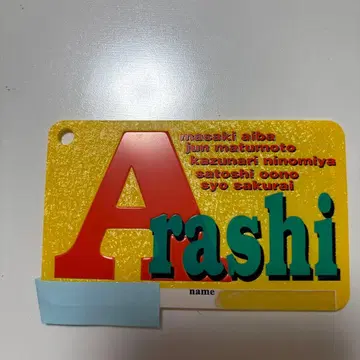 masaki aiba
jun matumoto
kazunari ninomiya
satoshi oono
syo sakurai
Arashi
name